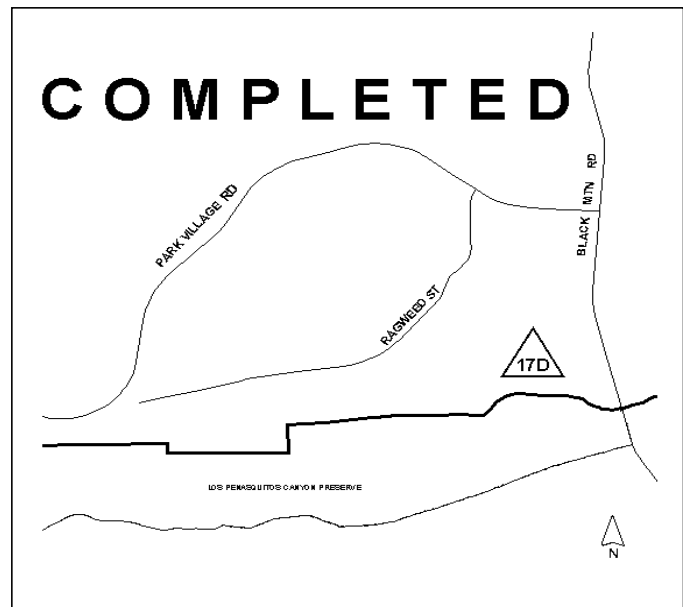 COMPLETED
PARK VILLAGE RD
BLACK MTN RD
RAGWEED ST
17D
LOS PENASQUITOS CANYON PRESERVE
N